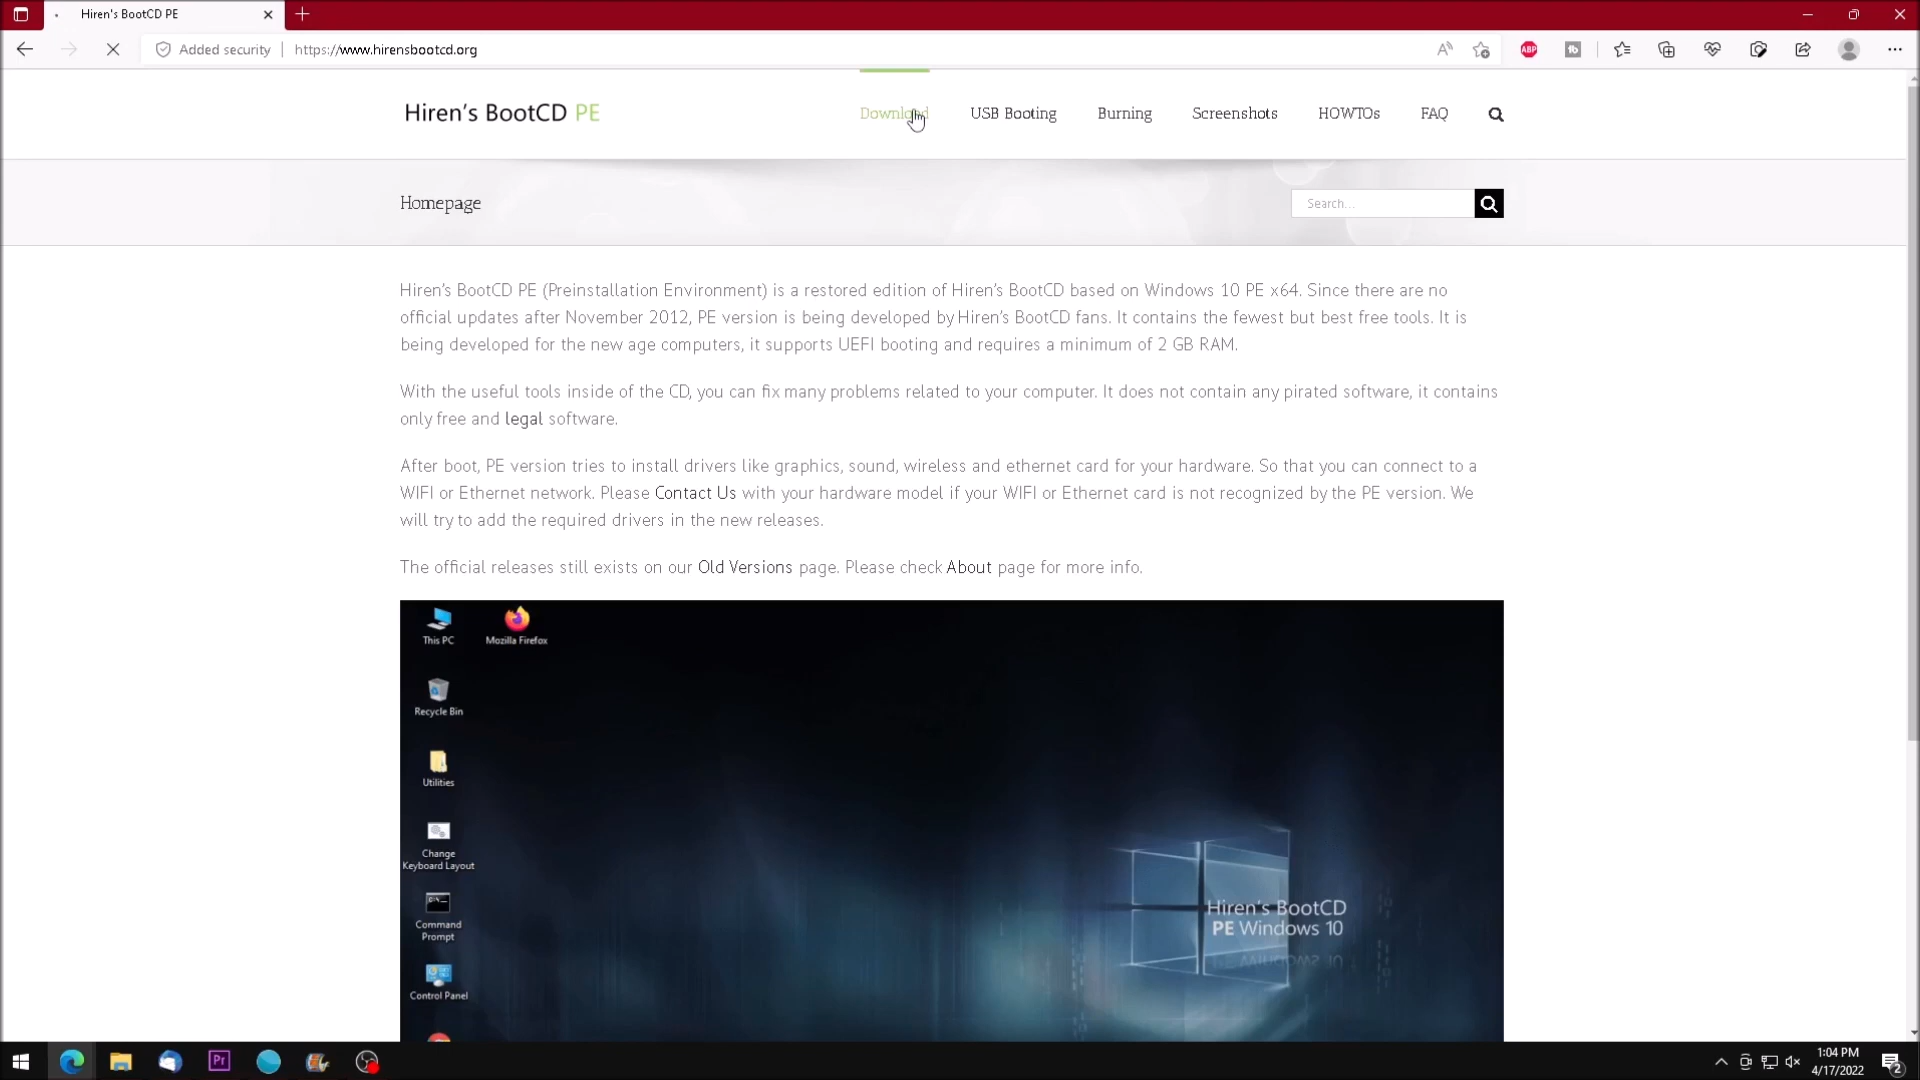 Hiren's BootCD PE
Added security
https://www.hirensbootcd.org
Hiren's BootCD PE
Download
USB Booting
Burning
Screenshots
HOWTOs
FAQ
Homepage
Search...
Hiren's BootCD PE (Preinstallation Environment) is a restored edition of Hiren's BootCD based on Windows 10 PE x64. Since there are no
official updates after November 2012, PE version is being developed by Hiren's BootCD fans. It contains the fewest but best free tools. It is
being developed for the new age computers, it supports UEFI booting and requires a minimum of 2 GB RAM.
With the useful tools inside of the CD, you can fix many problems related to your computer. It does not contain any pirated software, it contains
only free and legal software.
After boot, PE version tries to install drivers like graphics, sound, wireless and ethernet card for your hardware. So that you can connect to a
WIFI or Ethernet network. Please Contact Us with your hardware model if your WIFI or Ethernet card is not recognized by the PE version. We
will try to add the required drivers in the new releases.
The official releases still exists on our Old Versions page. Please check About page for more info.
This PC
Mozilla Firefox
Recycle Bin
Utilities
Change
Keyboard Layout
Command
Prompt
Control Panel
Hiren's BootCD
PE Windows 10
ABP
Pr
1:04 PM
4/17/2022
2